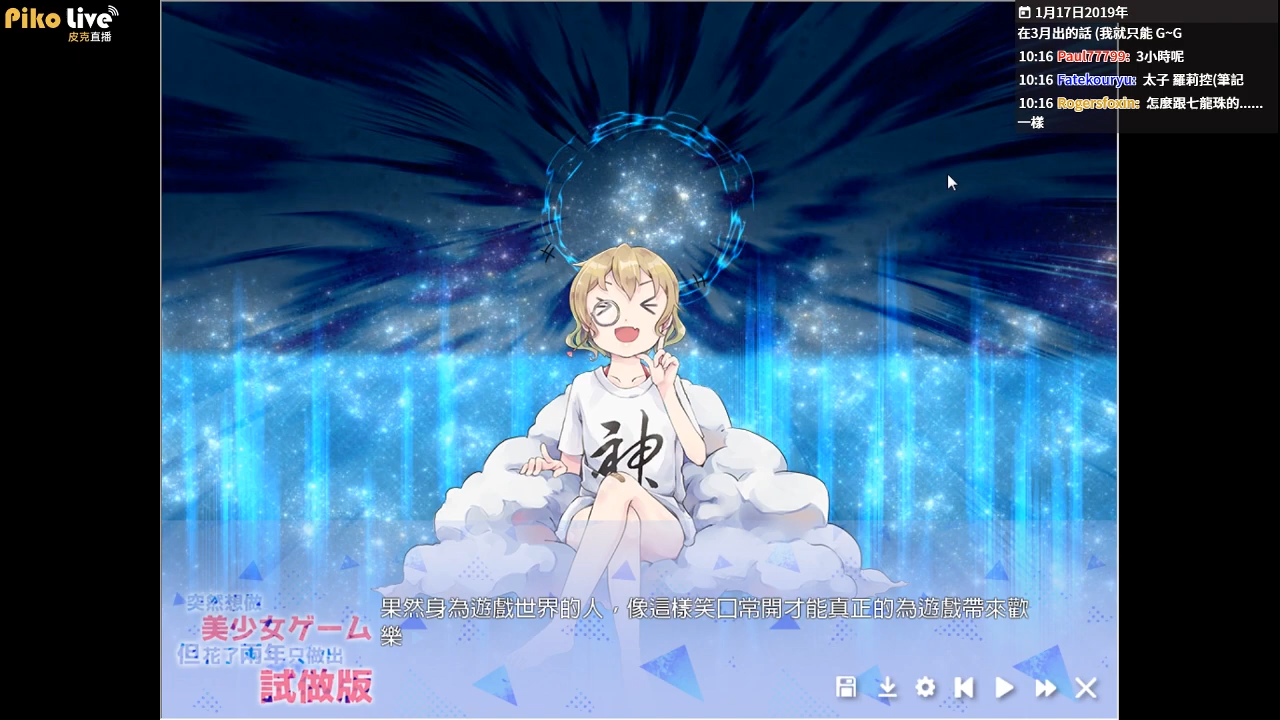 Piko Live
皮克直播
1月17日2019年
在3月出的話 (我就只能 G~G
10:16 Paul77799: 3小時呢
10:16 Fatekouryu: 太子 羅莉控(筆記
10:16 Rogersfoxin: 怎麼跟七龍珠的......
一樣
神
果然身為遊戲世界的人，像這樣笑口常開才能真正的為遊戲帶來歡
樂
突然想做
美少女ゲーム
但花了兩年只做出
試做版